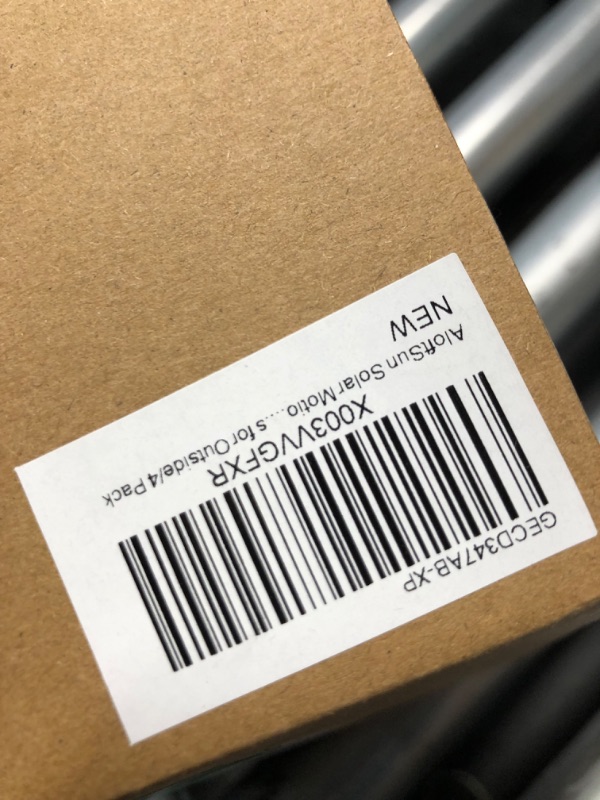 GECD347AB-XP
X003VVGFXR
AloftSun Solar Motio....s for Outside/4 Pack
NEW